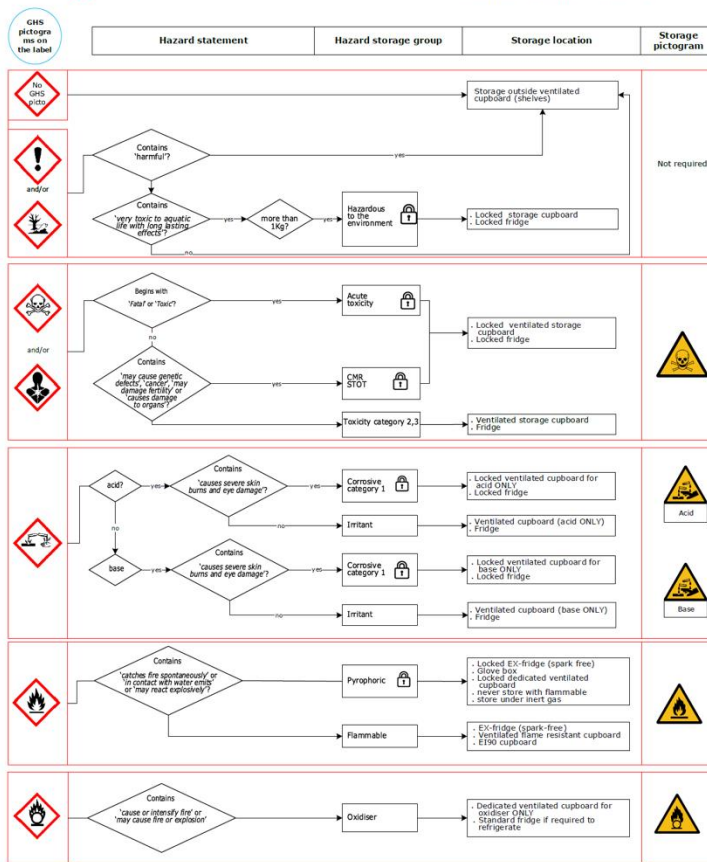 GHS
pictogra
ms on
the label
Hazard statement
Hazard storage group
Storage location
Storage
pictogram
No
GHS
picto
Storage outside ventilated
cupboard (shelves)
and/or
Contains
'harmful'?
yes
Not required
Contains
'very toxic to aquatic
life with long lasting
effects'?
yes
more than
1Kg?
yes
Hazardous
to the
environment
. Locked storage cupboard
. Locked fridge
no
and/or
Begins with
'Fatal' or 'Toxic'?
yes
Acute
toxicity
. Locked ventilated storage
cupboard
. Locked fridge
no
Contains
'may cause genetic
defects', 'cancer', 'may
damage fertility' or
'causes damage
to organs'?
yes
CMR
STOT
Toxicity category 2,3
. Ventilated storage cupboard
. Fridge
acid?
yes
Contains
'causes severe skin
burns and eye damage'?
yes
Corrosive
category 1
. Locked ventilated cupboard for
acid ONLY
. Locked fridge
Acid
no
no
Irritant
. Ventilated cupboard (acid ONLY)
. Fridge
base
yes
Contains
'causes severe skin
burns and eye damage'?
yes
Corrosive
category 1
. Locked ventilated cupboard for
base ONLY
. Locked fridge
Base
no
Irritant
. Ventilated cupboard (base ONLY)
. Fridge
Contains
'catches fire spontaneously' or
'in contact with water emits'
or 'may react explosively'?
Pyrophoric
. Locked EX-fridge (spark free)
. Glove box
. Locked dedicated ventilated
cupboard
. never store with flammable
. store under inert gas
Flammable
. EX-fridge (spark-free)
. Ventilated flame resistant cupboard
. EI90 cupboard
Contains
'cause or intensify fire' or
'may cause fire or explosion'
Oxidiser
. Dedicated ventilated cupboard for
oxidiser ONLY
. Standard fridge if required to
refrigerate